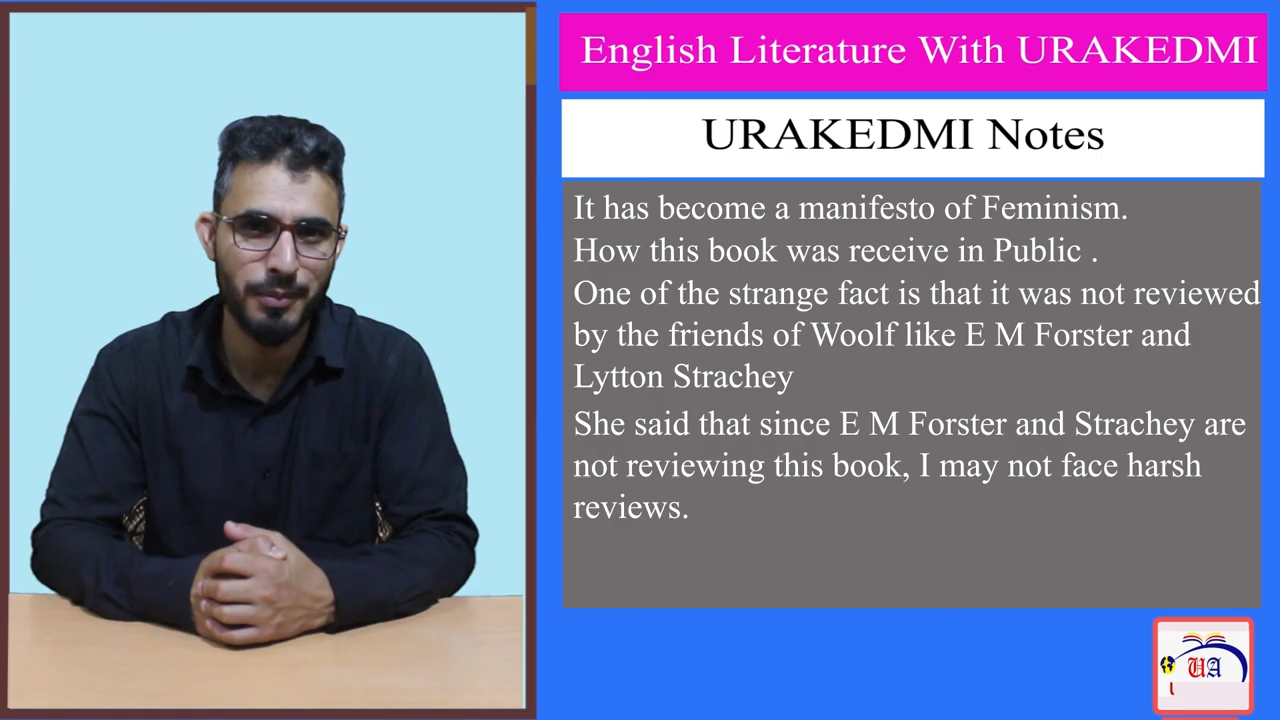 English Literature With URAKEDMI
URAKEDMI Notes
It has become a manifesto of Feminism.
How this book was receive in Public .
One of the strange fact is that it was not reviewed
by the friends of Woolf like E M Forster and
Lytton Strachey
She said that since E M Forster and Strachey are
not reviewing this book, I may not face harsh
reviews.
UA